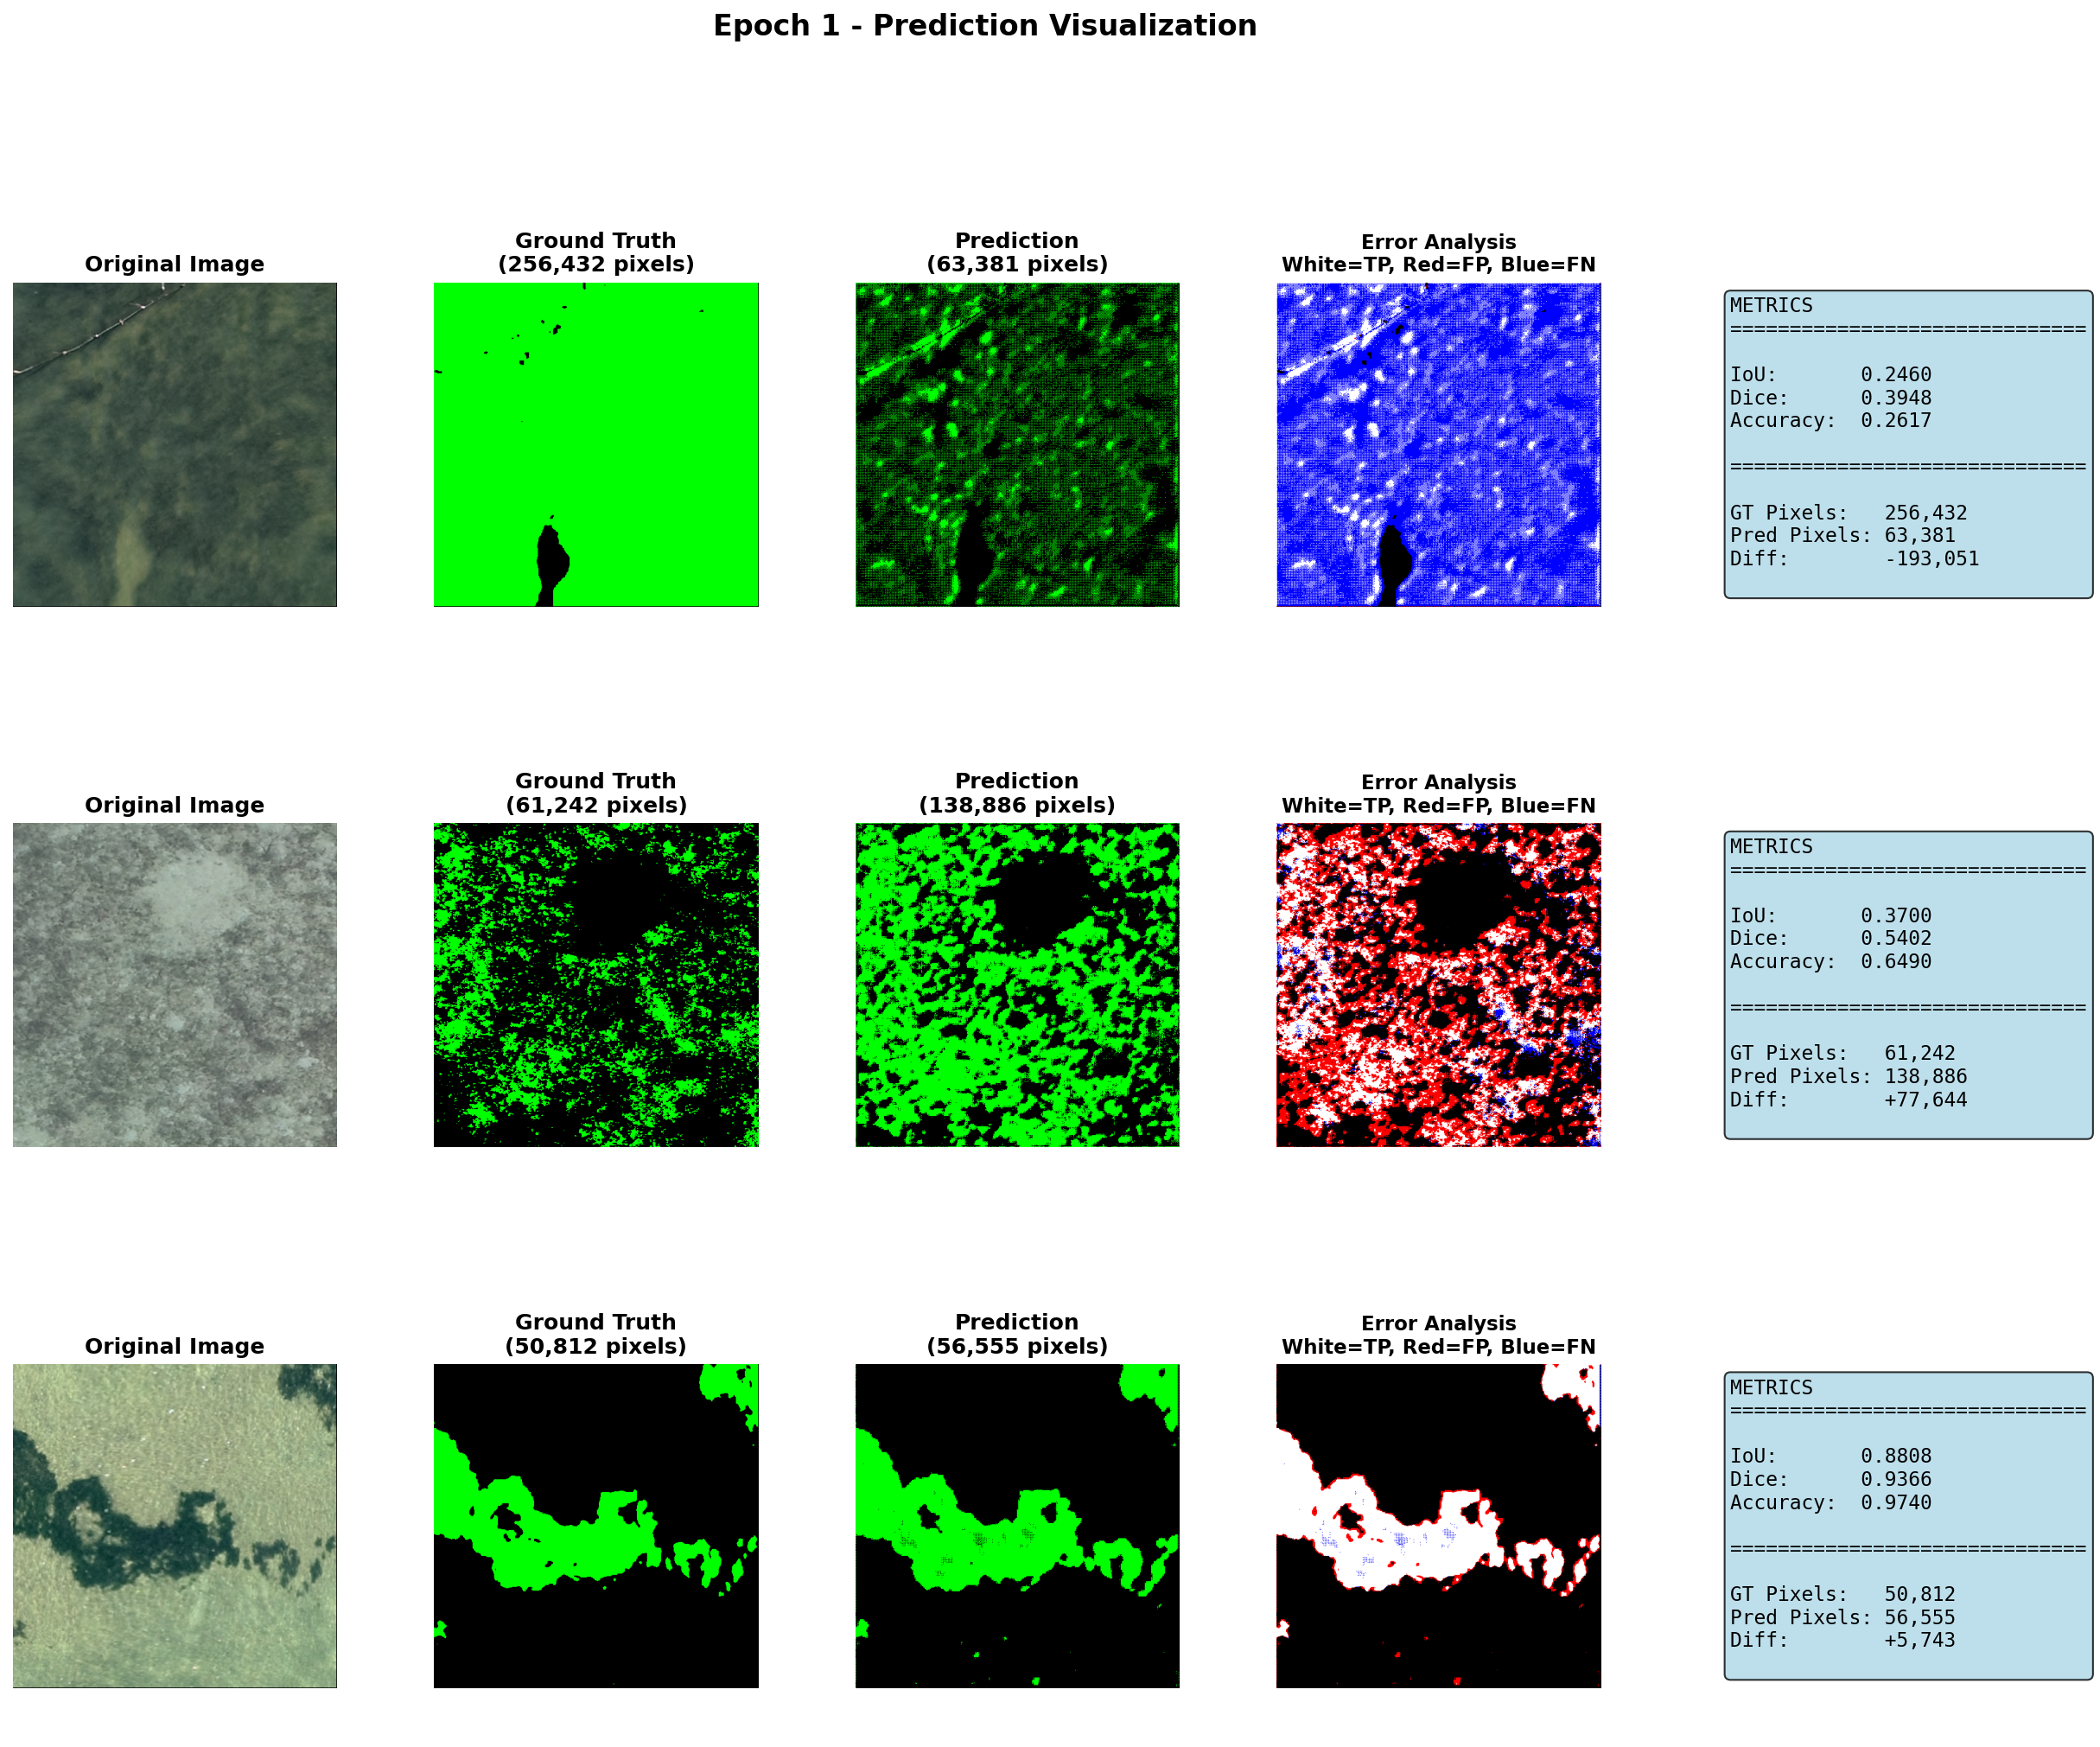 Epoch 1 - Prediction Visualization
Original Image
Ground Truth
(256,432 pixels)
Prediction
(63,381 pixels)
Error Analysis
White=TP, Red=FP, Blue=FN
METRICS
==============================
IoU: 0.2460
Dice: 0.3948
Accuracy: 0.2617
==============================
GT Pixels: 256,432
Pred Pixels: 63,381
Diff: -193,051
Original Image
Ground Truth
(61,242 pixels)
Prediction
(138,886 pixels)
Error Analysis
White=TP, Red=FP, Blue=FN
METRICS
==============================
IoU: 0.3700
Dice: 0.5402
Accuracy: 0.6490
==============================
GT Pixels: 61,242
Pred Pixels: 138,886
Diff: +77,644
Original Image
Ground Truth
(50,812 pixels)
Prediction
(56,555 pixels)
Error Analysis
White=TP, Red=FP, Blue=FN
METRICS
==============================
IoU: 0.8808
Dice: 0.9366
Accuracy: 0.9740
==============================
GT Pixels: 50,812
Pred Pixels: 56,555
Diff: +5,743